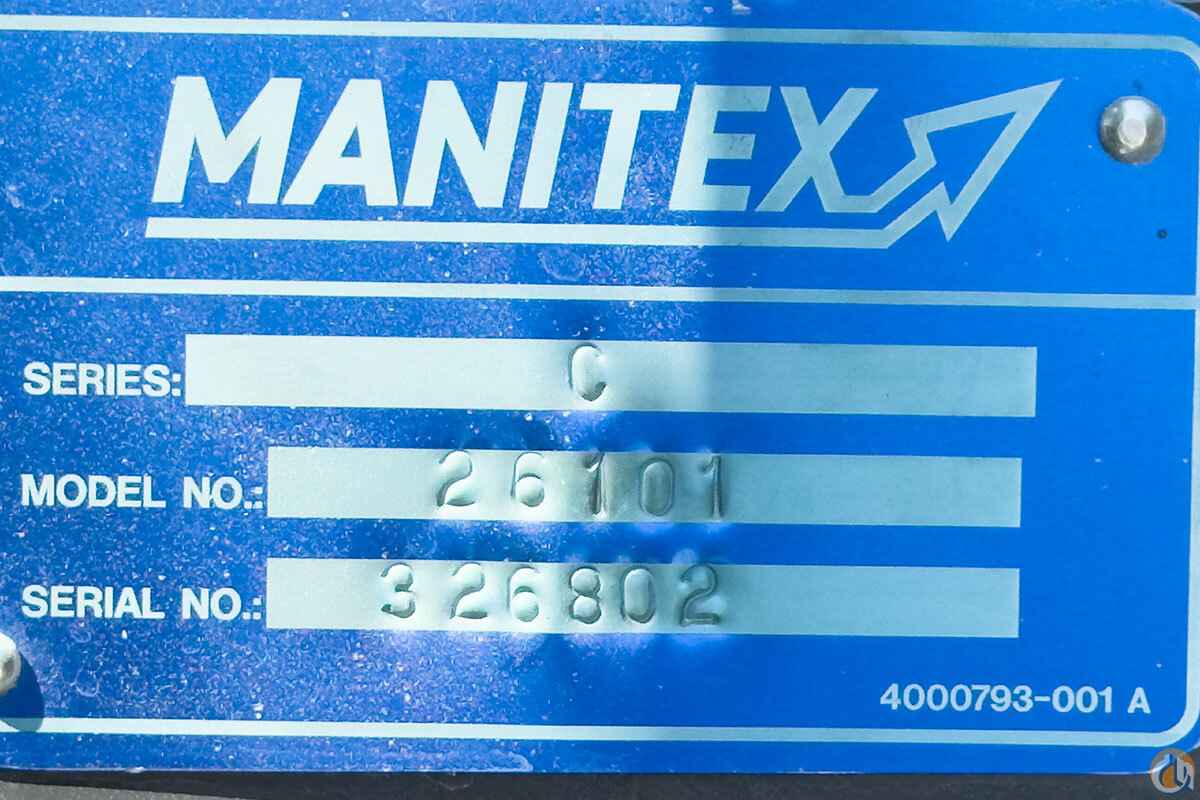 MANITEX
SERIES: C
MODEL NO.: 26101
SERIAL NO.: 326802
4000793-001 A